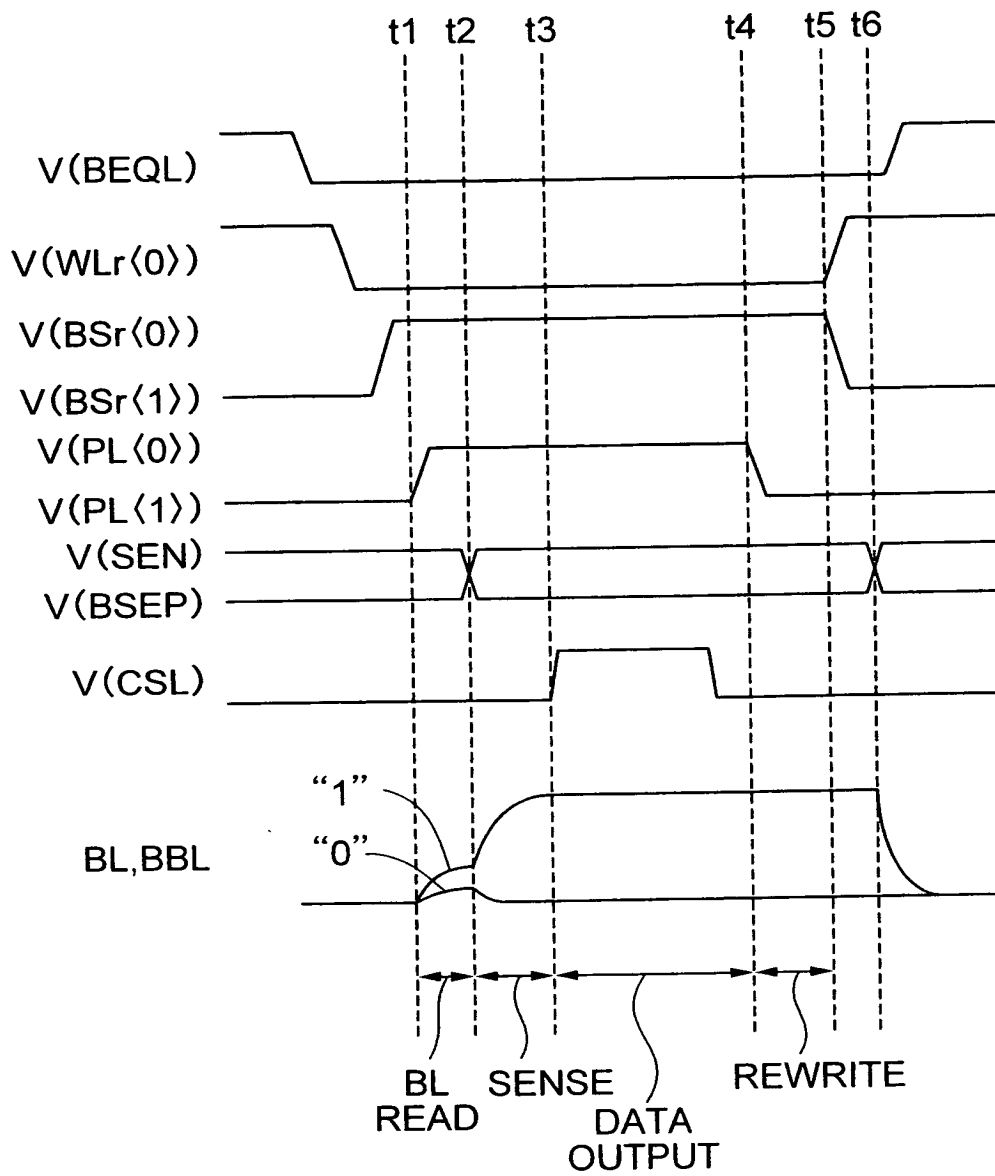 t1 t2 t3 t4 t5 t6
V(BEQL)
V(WLr⟨0⟩)
V(BSr⟨0⟩)
V(BSr⟨1⟩)
V(PL⟨0⟩)
V(PL⟨1⟩)
V(SEN)
V(BSEP)
V(CSL)
“1”
“0”
BL,BBL
BL
READ
SENSE
DATA
OUTPUT
REWRITE